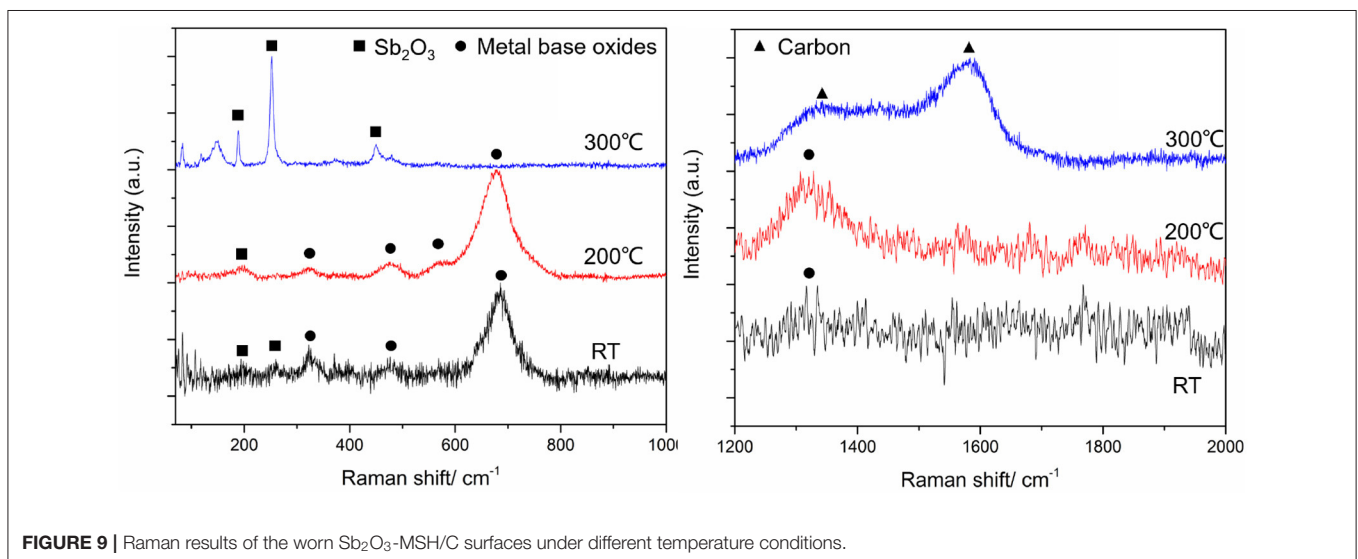 ■ Sb₂O₃ ● Metal base oxides
300℃
200℃
RT
Intensity (a.u.)
200 400 600 800 1000
Raman shift/ cm⁻¹
▲ Carbon
300℃
200℃
RT
Intensity (a.u.)
1200 1400 1600 1800 2000
Raman shift/ cm⁻¹
FIGURE 9 | Raman results of the worn Sb₂O₃-MSH/C surfaces under different temperature conditions.